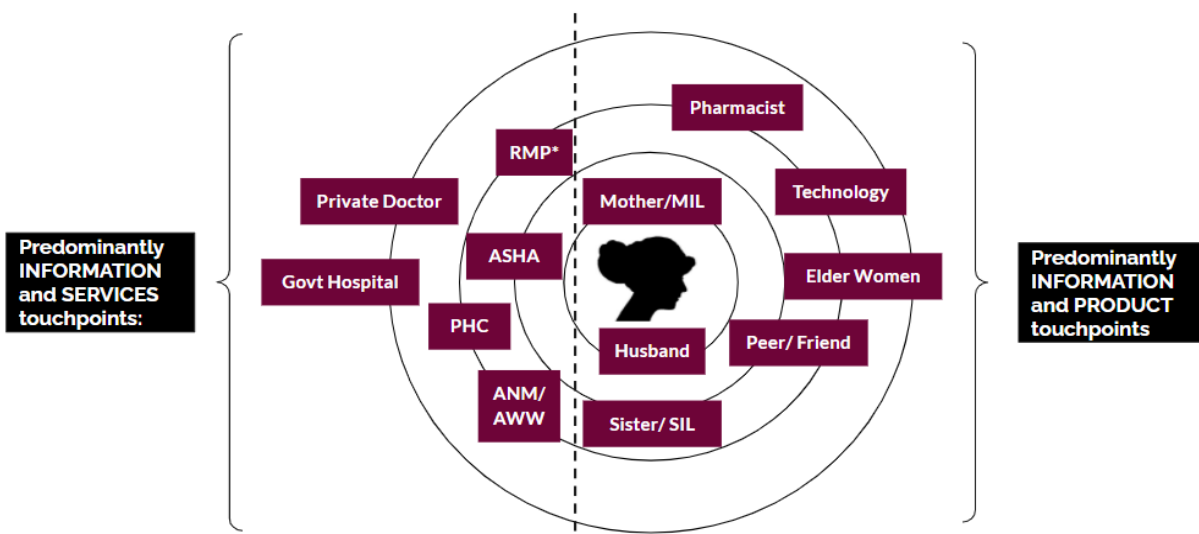 Predominantly
INFORMATION
and SERVICES
touchpoints:
Private Doctor
Govt Hospital
RMP*
ASHA
PHC
ANM/
AWW
Mother/MIL
Husband
Sister/ SIL
Pharmacist
Technology
Elder Women
Peer/ Friend
Predominantly
INFORMATION
and PRODUCT
touchpoints